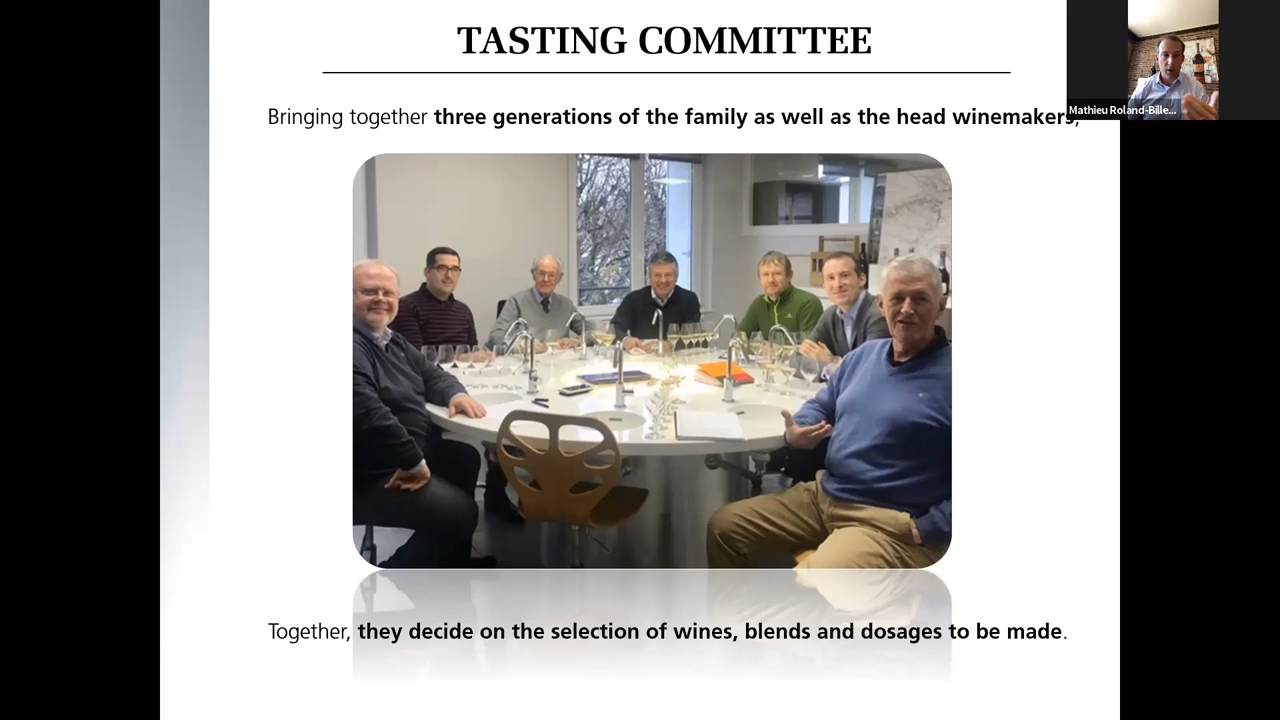 TASTING COMMITTEE
Bringing together three generations of the family as well as the head winemakers,
Mathieu Roland-Bille...
Together, they decide on the selection of wines, blends and dosages to be made.